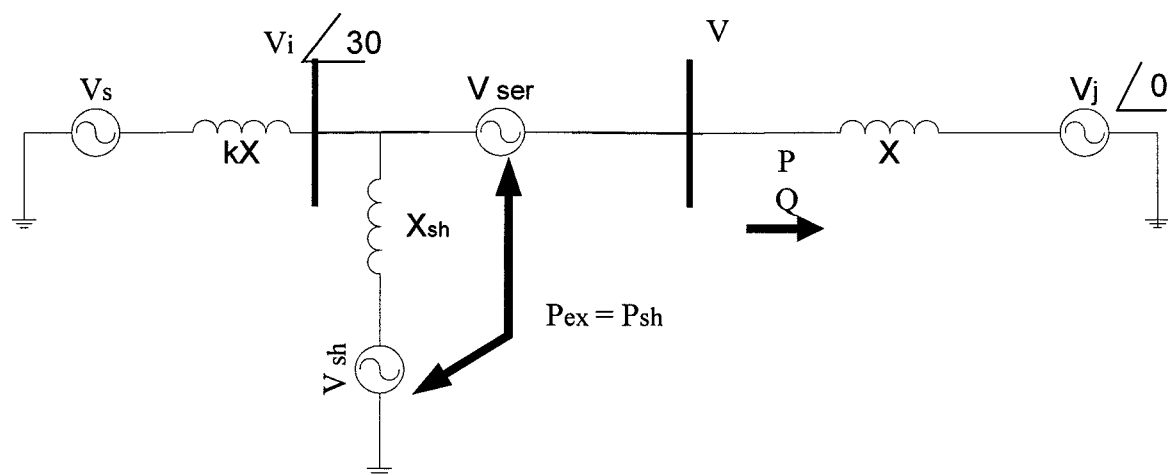 Vi 30
V
Vs
V ser
Vj 0
kX
X
P
Q
Xsh
Pex = Psh
V sh